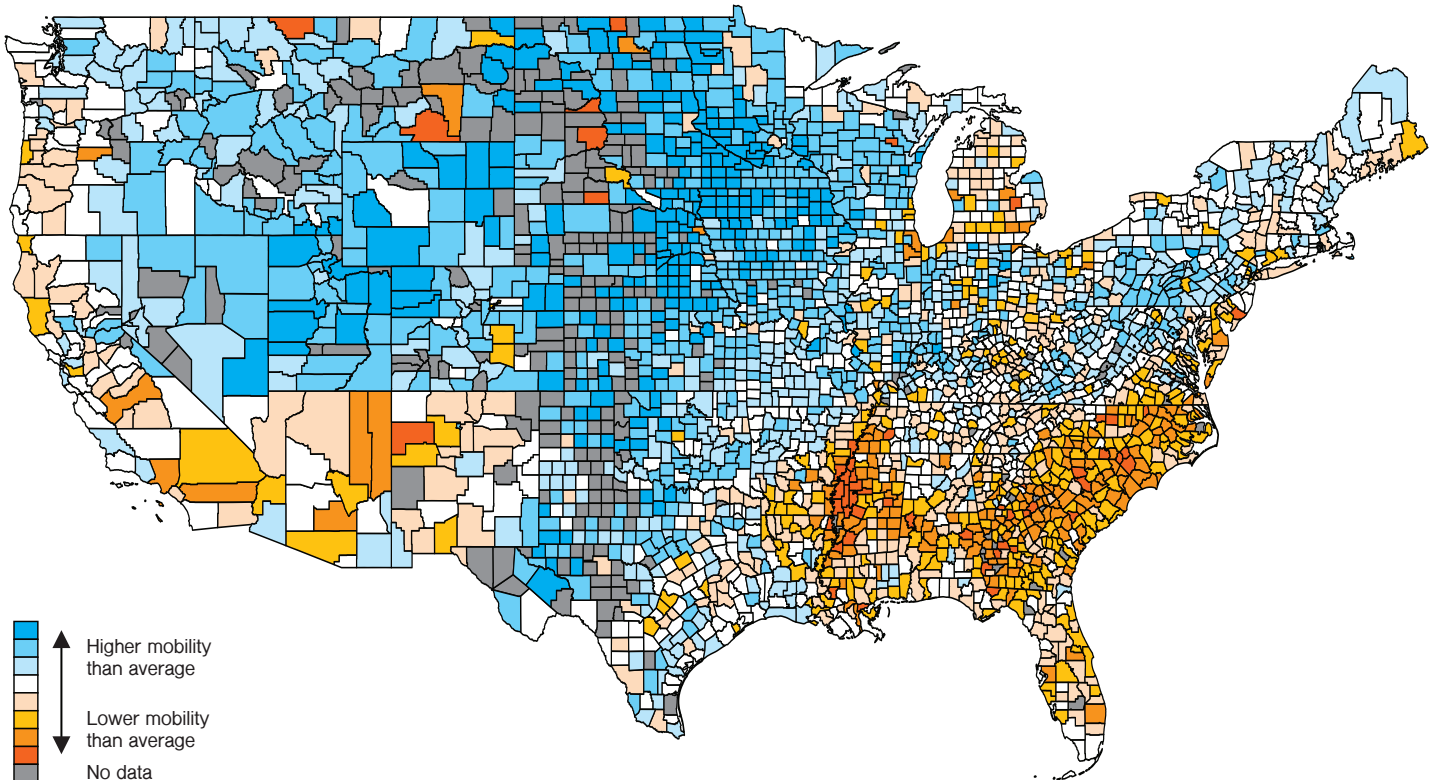 Higher mobility
than average
Lower mobility
than average
No data